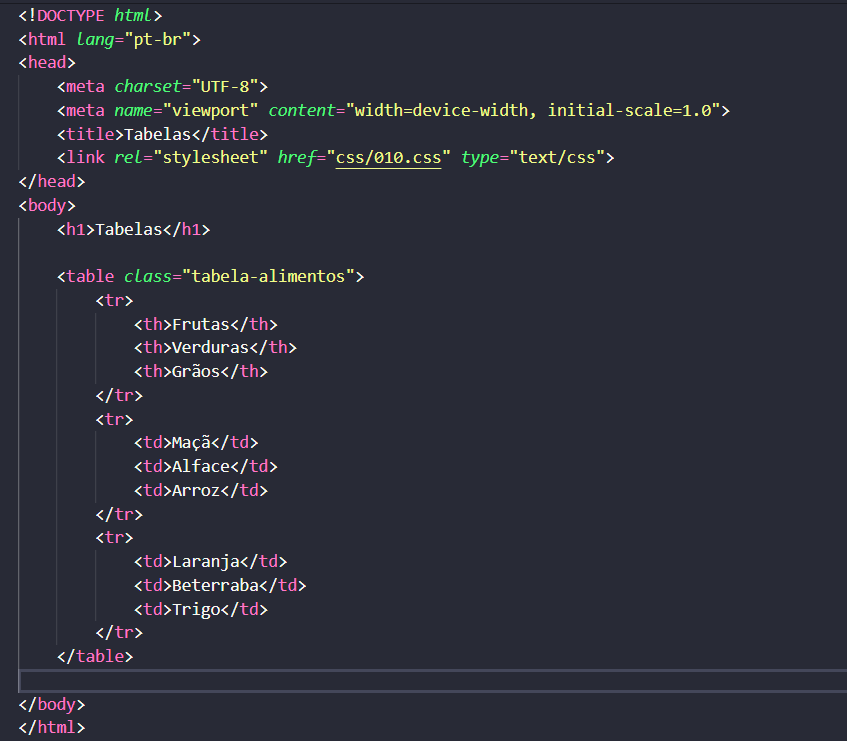 <!DOCTYPE html>
<html lang="pt-br">
<head>
    <meta charset="UTF-8">
    <meta name="viewport" content="width=device-width, initial-scale=1.0">
    <title>Tabelas</title>
    <link rel="stylesheet" href="css/010.css" type="text/css">
</head>
<body>
    <h1>Tabelas</h1>

    <table class="tabela-alimentos">
        <tr>
            <th>Frutas</th>
            <th>Verduras</th>
            <th>Grãos</th>
        </tr>
        <tr>
            <td>Maçã</td>
            <td>Alface</td>
            <td>Arroz</td>
        </tr>
        <tr>
            <td>Laranja</td>
            <td>Beterraba</td>
            <td>Trigo</td>
        </tr>
    </table>

</body>
</html>